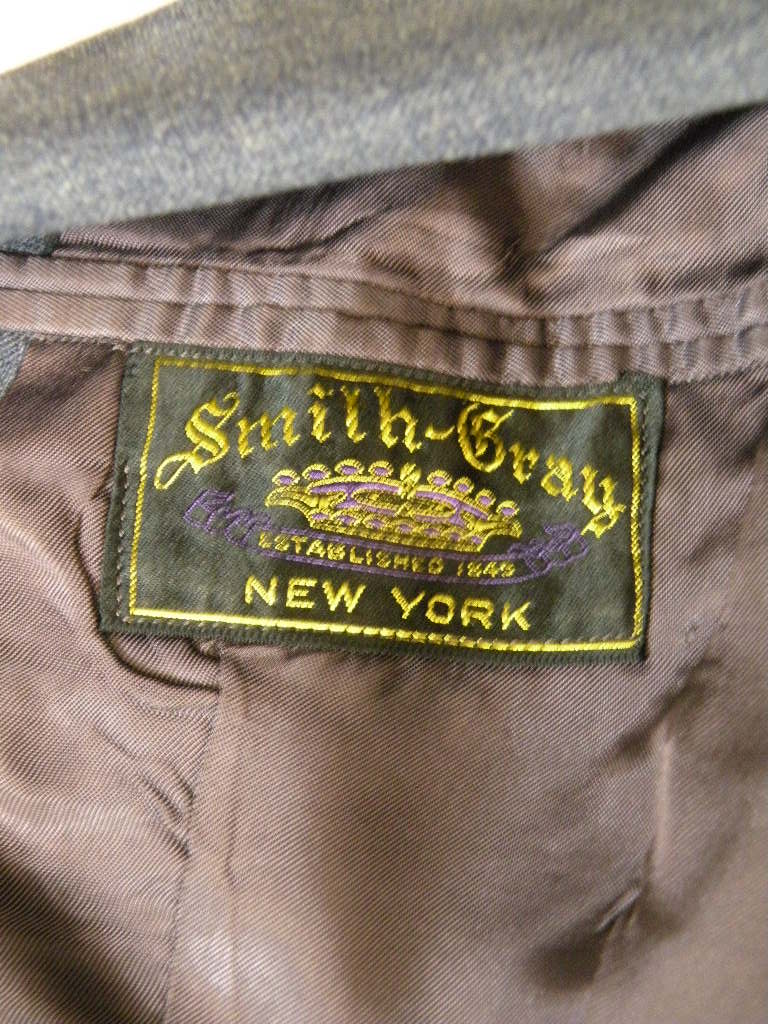 Smith-Gray
ESTABLISHED 1845
NEW YORK